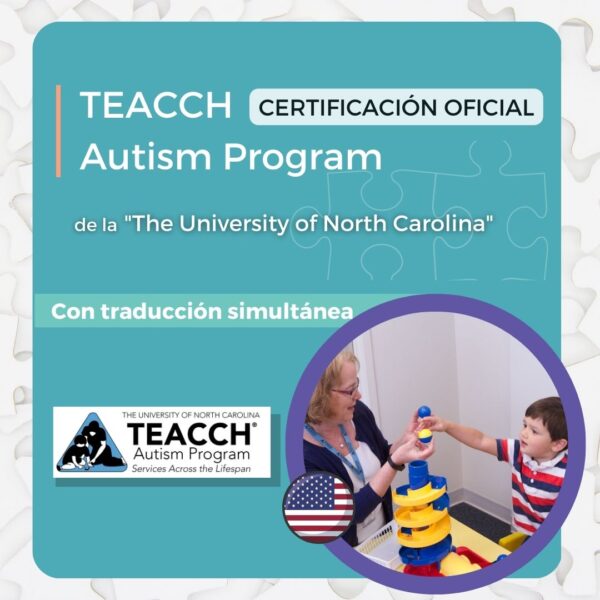 TEACCH CERTIFICACIÓN OFICIAL
Autism Program
de la "The University of North Carolina"
Con traducción simultánea
THE UNIVERSITY OF NORTH CAROLINA
TEACCH®
Autism Program
Services Across the Lifespan